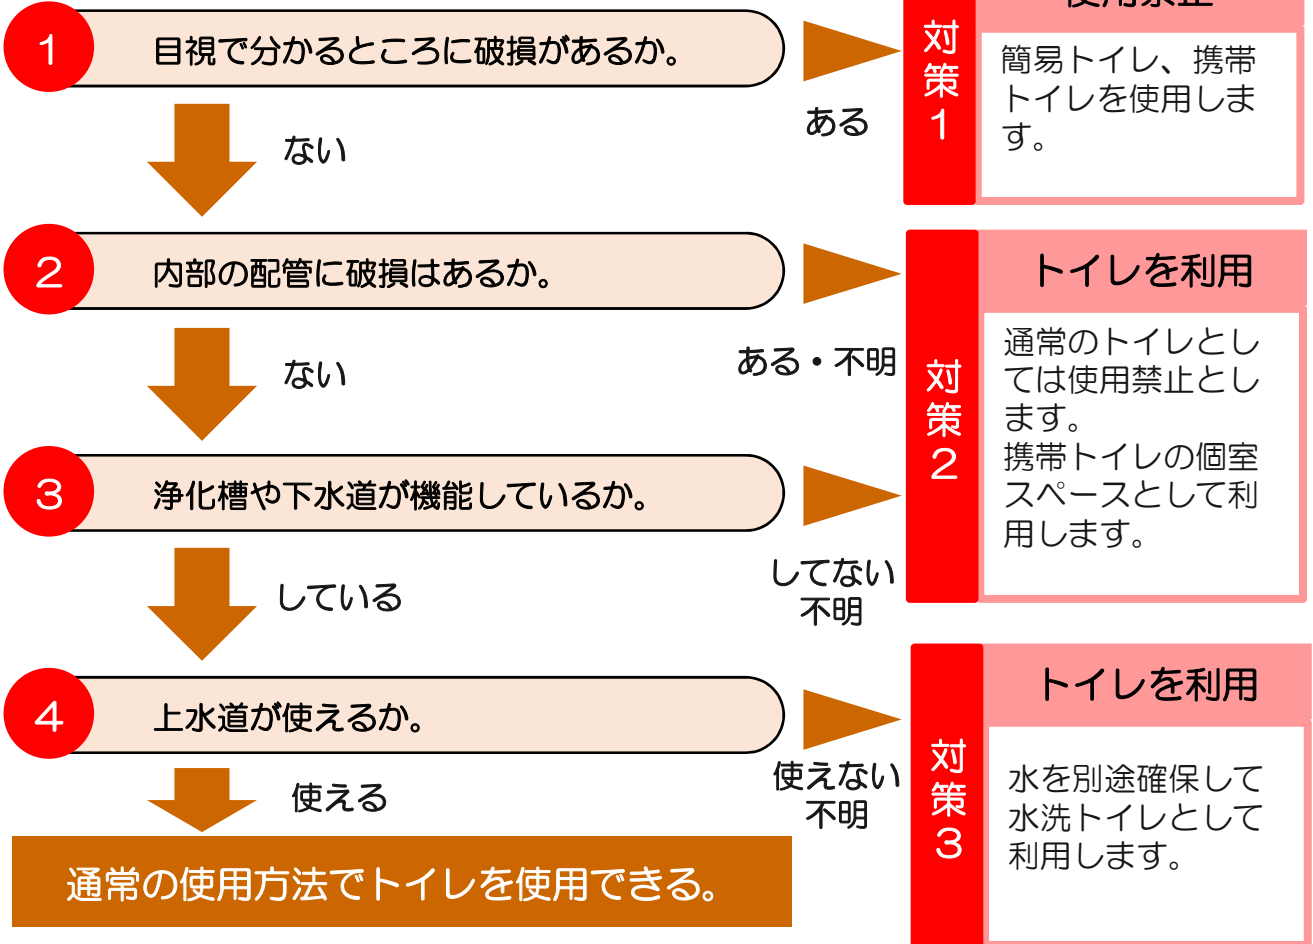 使用禁止
1
目視で分かるところに破損があるか。
ある
対策1
簡易トイレ、携帯
トイレを使用しま
す。
ない
2
内部の配管に破損はあるか。
ある・不明
対策2
トイレを利用
通常のトイレとし
ては使用禁止とし
ます。
携帯トイレの個室
スペースとして利
用します。
ない
3
浄化槽や下水道が機能しているか。
してない
不明
している
4
上水道が使えるか。
使えない
不明
対策3
トイレを利用
水を別途確保して
水洗トイレとして
利用します。
使える
通常の使用方法でトイレを使用できる。